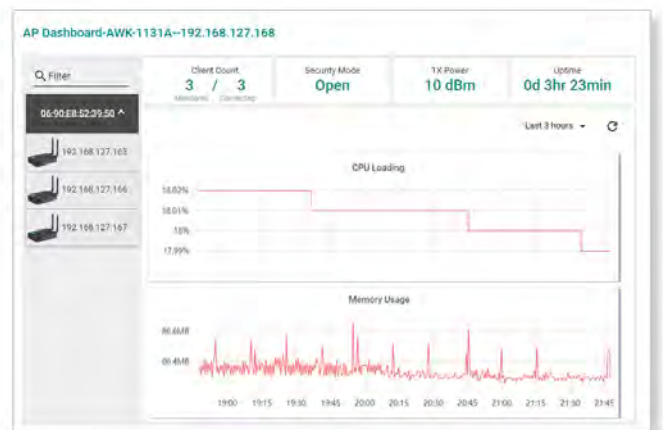 AP Dashboard-AWK-1131A--192.168.127.168
Filter
Client Count
3 / 3
Monitored Connected
Security Mode
Open
TX Power
10 dBm
Uptime
0d 3hr 23min
06:90:E8:52:39:50
192.168.127.163
192.168.127.166
192.168.127.167
Last 3 hours
CPU Loading
18.02%
18.01%
18%
17.99%
Memory Usage
86.6MB
86.4MB
19:00 19:15 19:30 19:45 20:00 20:15 20:30 20:45 21:00 21:15 21:30 21:45